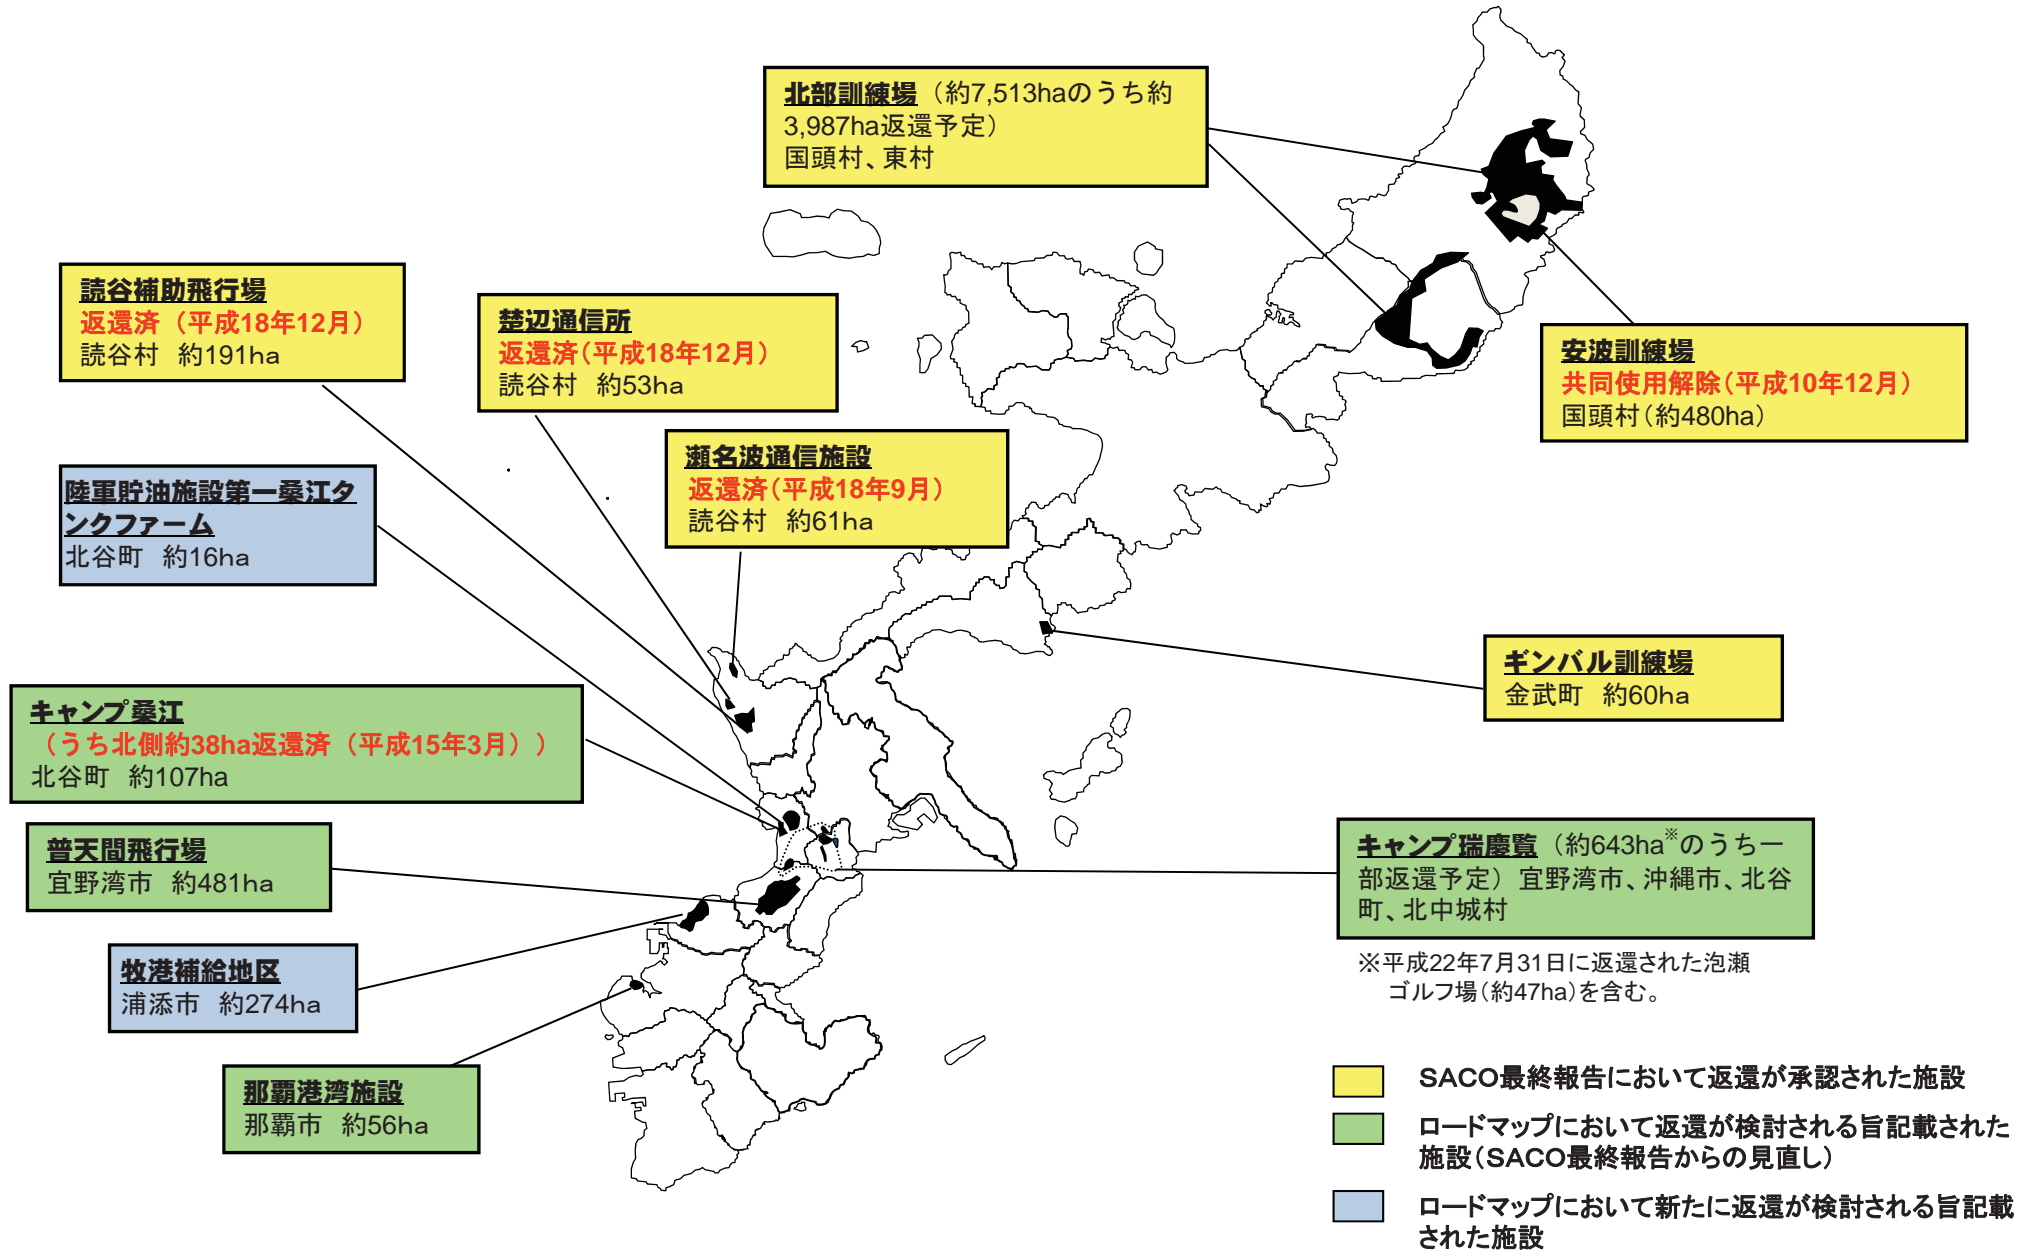 北部訓練場（約7,513haのうち約
3,987ha返還予定）
国頭村、東村
読谷補助飛行場
返還済（平成18年12月）
読谷村　約191ha
楚辺通信所
返還済（平成18年12月）
読谷村　約53ha
安波訓練場
共同使用解除（平成10年12月）
国頭村（約480ha）
瀬名波通信施設
返還済（平成18年9月）
読谷村　約61ha
陸軍貯油施設第一桑江タ
ンクファーム
北谷町　約16ha
ギンバル訓練場
金武町　約60ha
キャンプ桑江
（うち北側約38ha返還済（平成15年3月））
北谷町　約107ha
普天間飛行場
宜野湾市　約481ha
キャンプ瑞慶覧（約643ha※のうち一
部返還予定）宜野湾市、沖縄市、北谷
町、北中城村
※平成22年7月31日に返還された泡瀬
ゴルフ場（約47ha）を含む。
牧港補給地区
浦添市　約274ha
那覇港湾施設
那覇市　約56ha
SACO最終報告において返還が承認された施設
ロードマップにおいて返還が検討される旨記載された
施設（SACO最終報告からの見直し）
ロードマップにおいて新たに返還が検討される旨記載
された施設